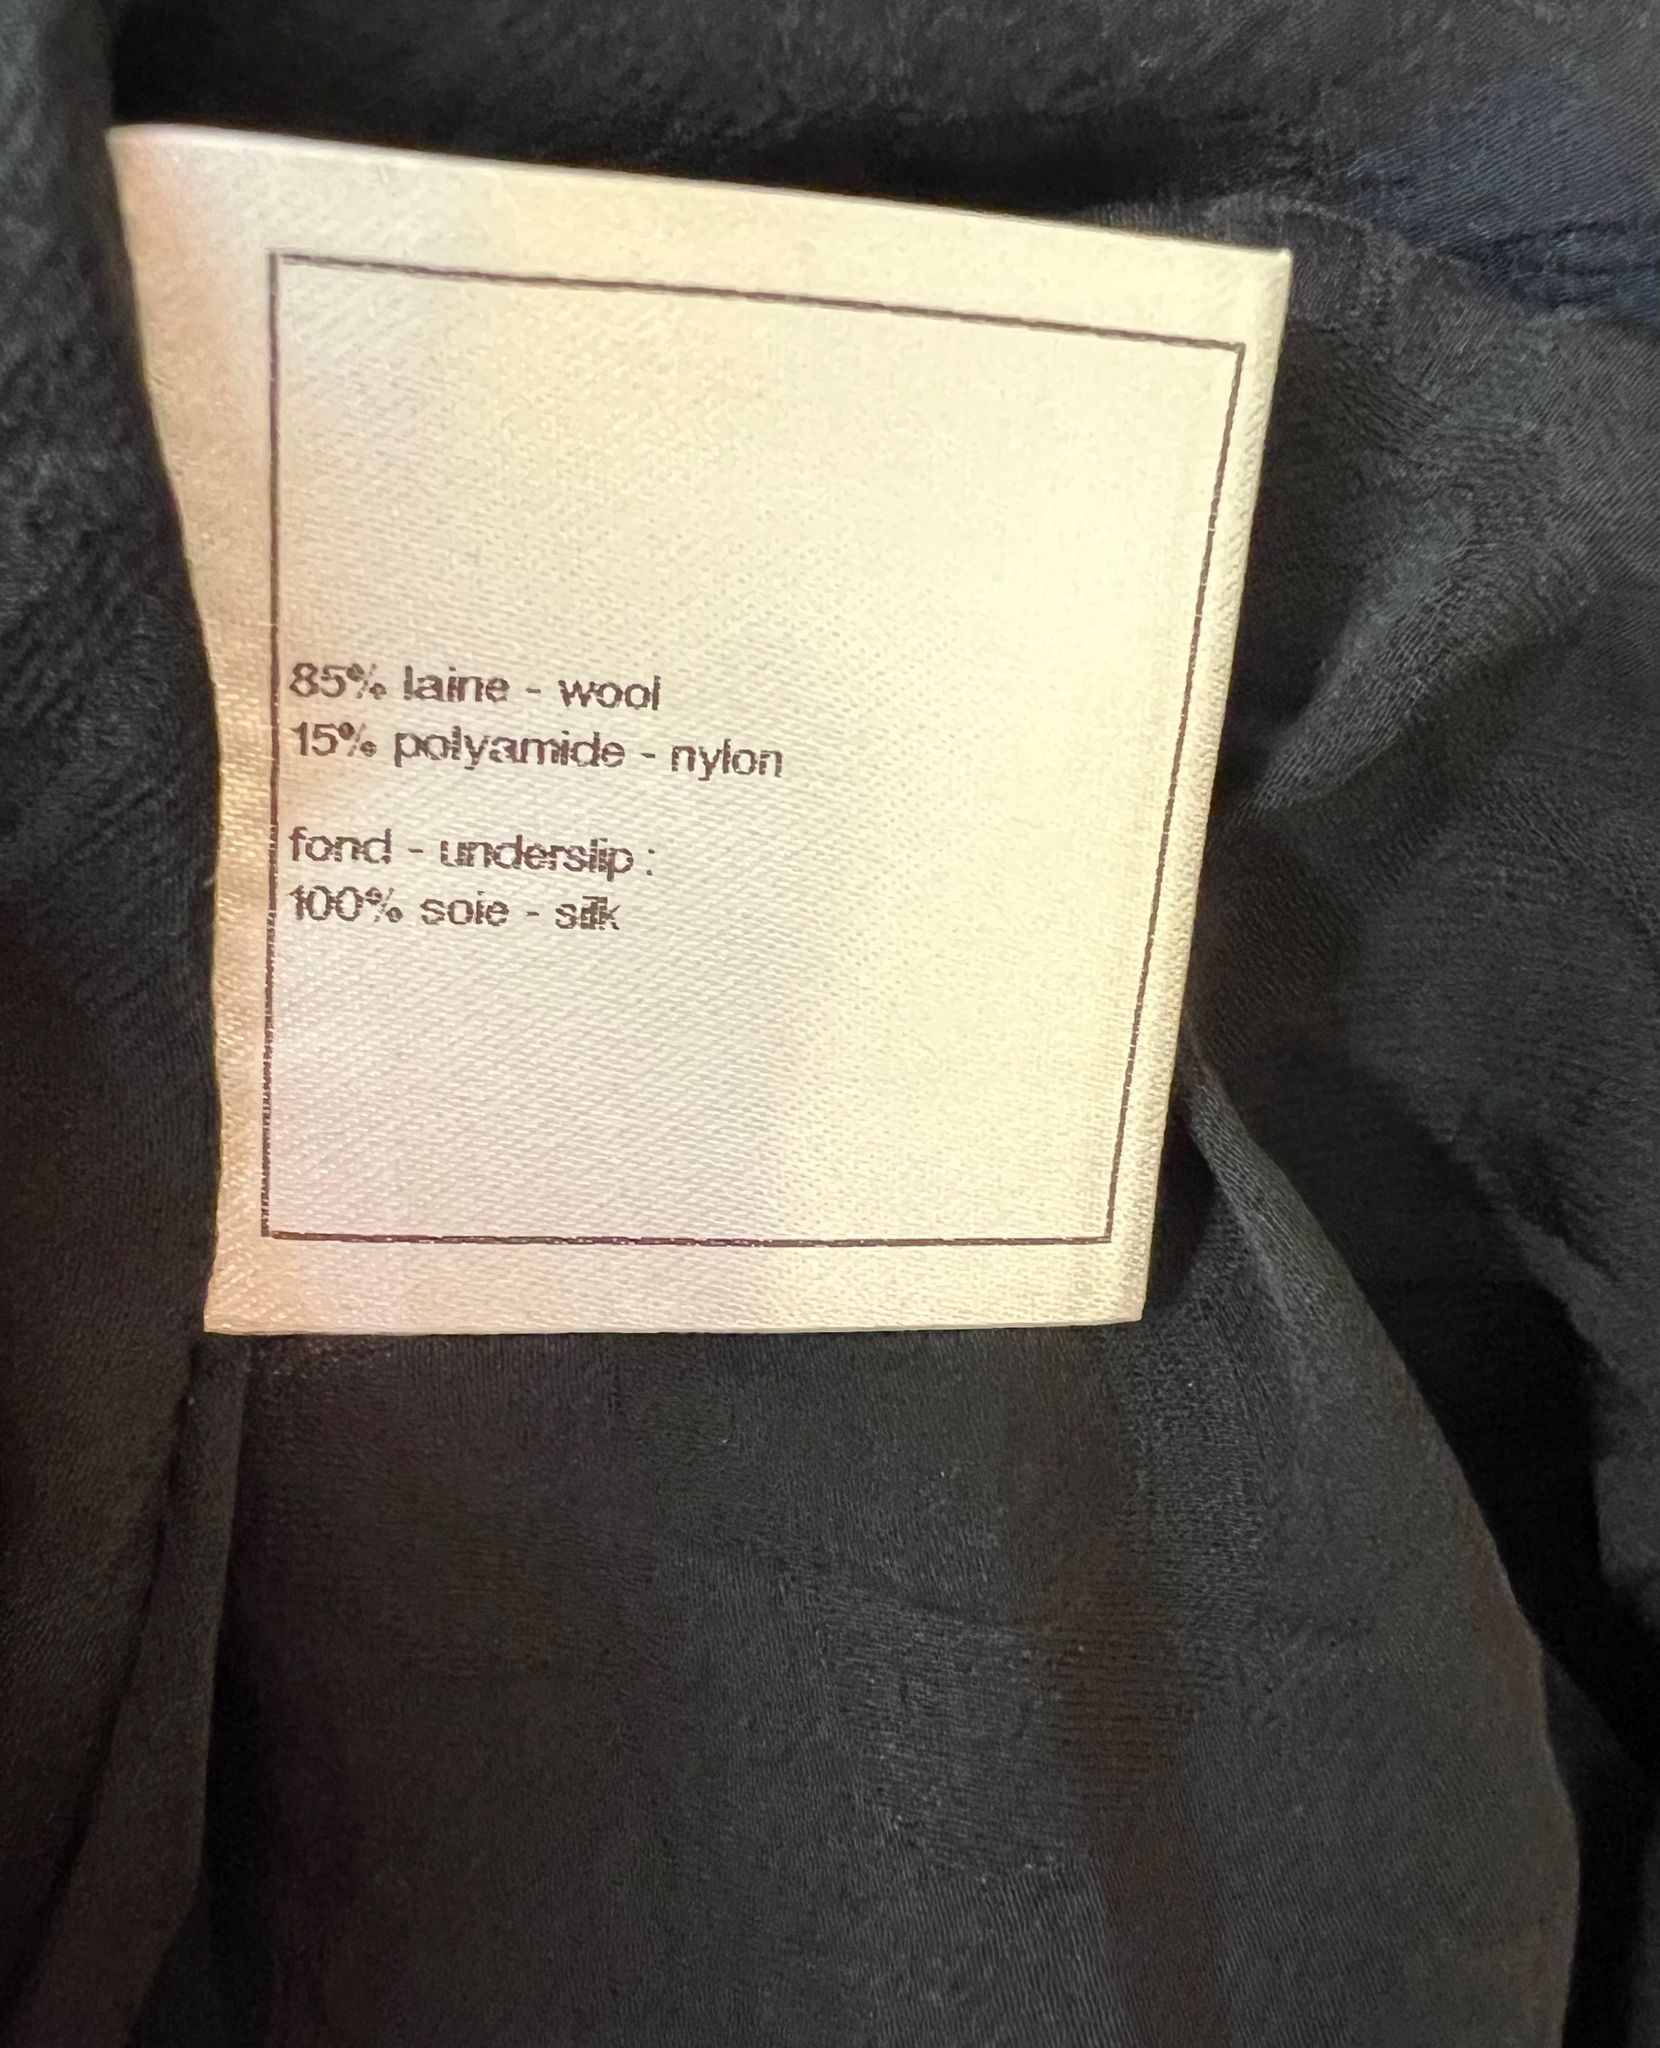 85% laine - wool
15% polyamide - nylon
fond - underslip :
100% soie - silk